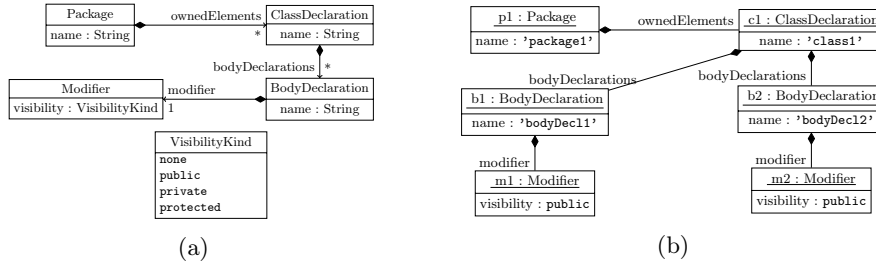 Package
name : String
ownedElements
*
ClassDeclaration
name : String
bodyDeclarations
*
Modifier
visibility : VisibilityKind
modifier
1
BodyDeclaration
name : String
VisibilityKind
none
public
private
protected
(a)
p1 : Package
name : 'package1'
ownedElements
c1 : ClassDeclaration
name : 'class1'
bodyDeclarations
bodyDeclarations
b1 : BodyDeclaration
name : 'bodyDecl1'
b2 : BodyDeclaration
name : 'bodyDecl2'
modifier
modifier
m1 : Modifier
visibility : public
m2 : Modifier
visibility : public
(b)